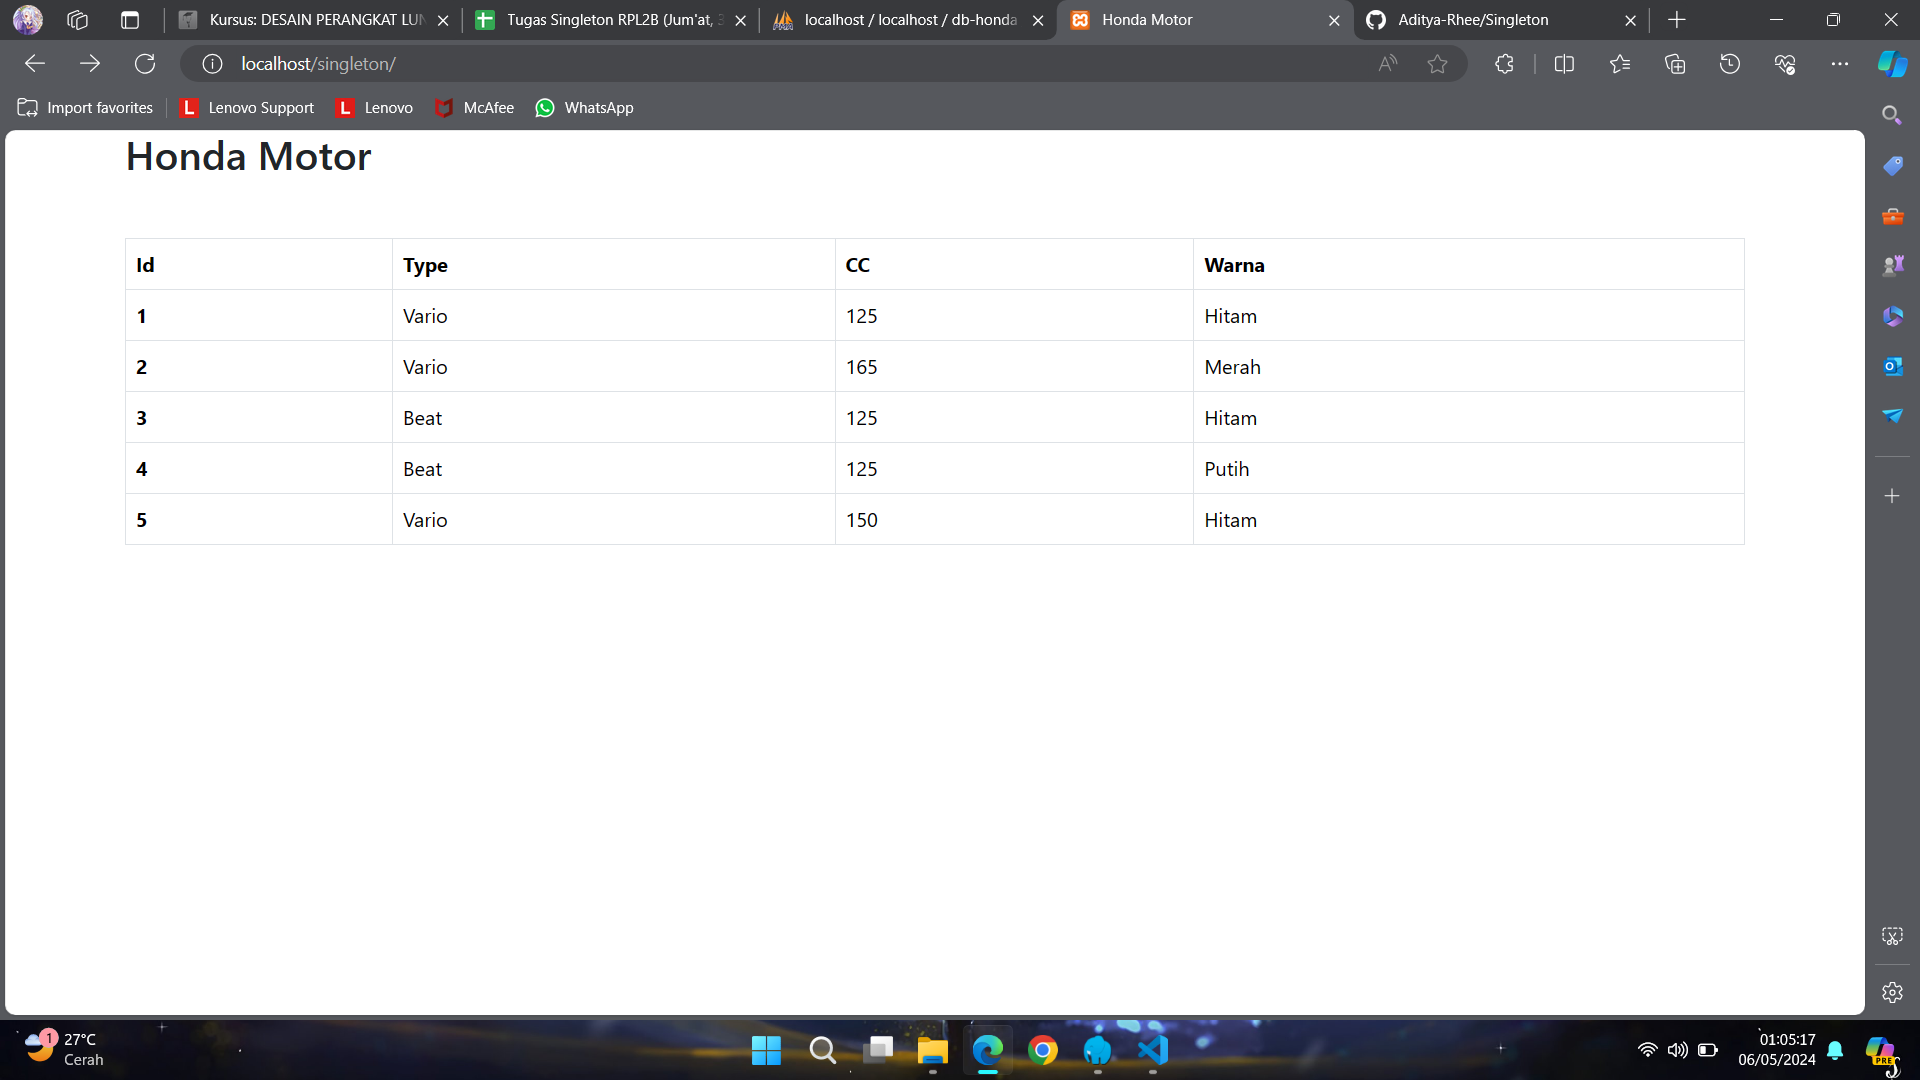 Kursus: DESAIN PERANGKAT LUN
Tugas Singleton RPL2B (Jum'at, 3
localhost / localhost / db-honda
Honda Motor
Aditya-Rhee/Singleton
localhost/singleton/
Import favorites
L Lenovo Support
L Lenovo
McAfee
WhatsApp
Honda Motor
Id Type CC Warna
1 Vario 125 Hitam
2 Vario 165 Merah
3 Beat 125 Hitam
4 Beat 125 Putih
5 Vario 150 Hitam
1
27°C
Cerah
01:05:17
06/05/2024
PRE